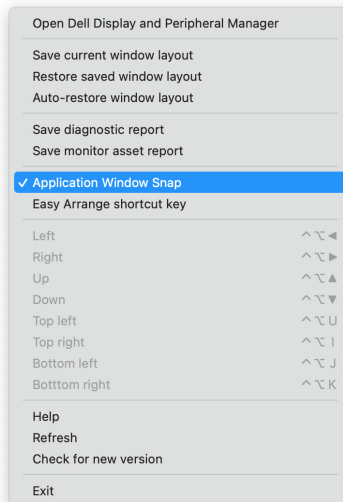 Open Dell Display and Peripheral Manager
Save current window layout
Restore saved window layout
Auto-restore window layout
Save diagnostic report
Save monitor asset report
✓ Application Window Snap
Easy Arrange shortcut key
Left ^⌥◀
Right ^⌥▶
Up ^⌥▲
Down ^⌥▼
Top left ^⌥U
Top right ^⌥I
Bottom left ^⌥J
Botttom right ^⌥K
Help
Refresh
Check for new version
Exit